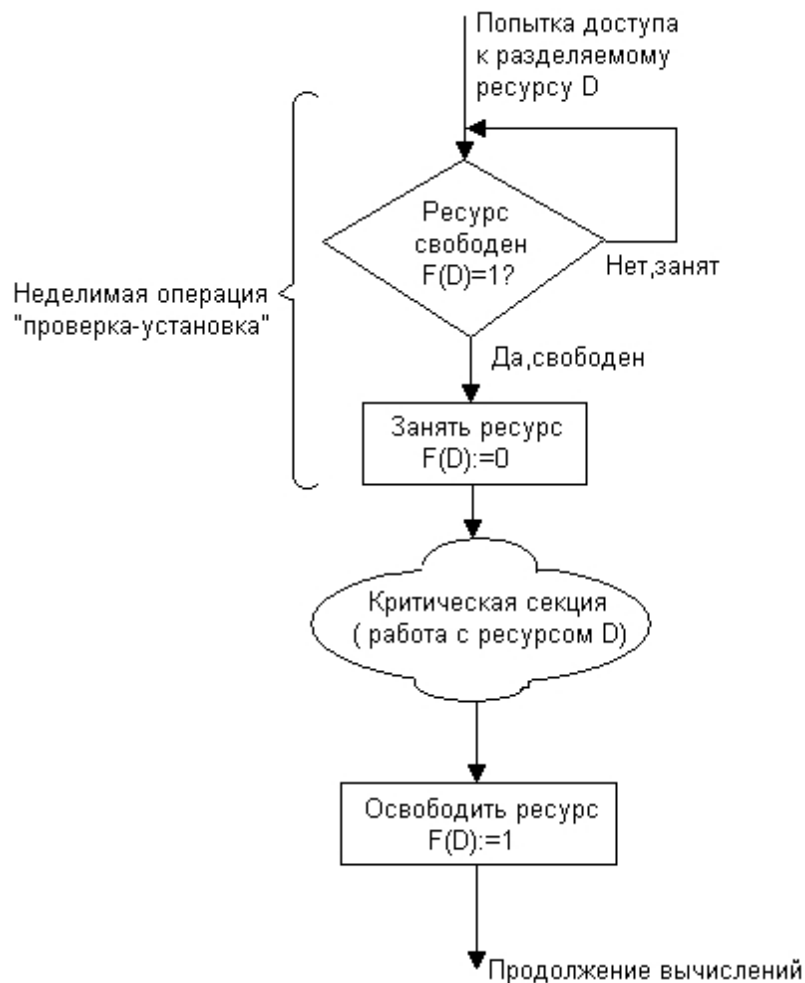 Попытка доступа
к разделяемому
ресурсу D
Ресурс
свободен
F(D)=1?
Нет,занят
Неделимая операция
"проверка-установка"
Да,свободен
Занять ресурс
F(D):=0
Критическая секция
( работа с ресурсом D)
Освободить ресурс
F(D):=1
Продолжение вычислений